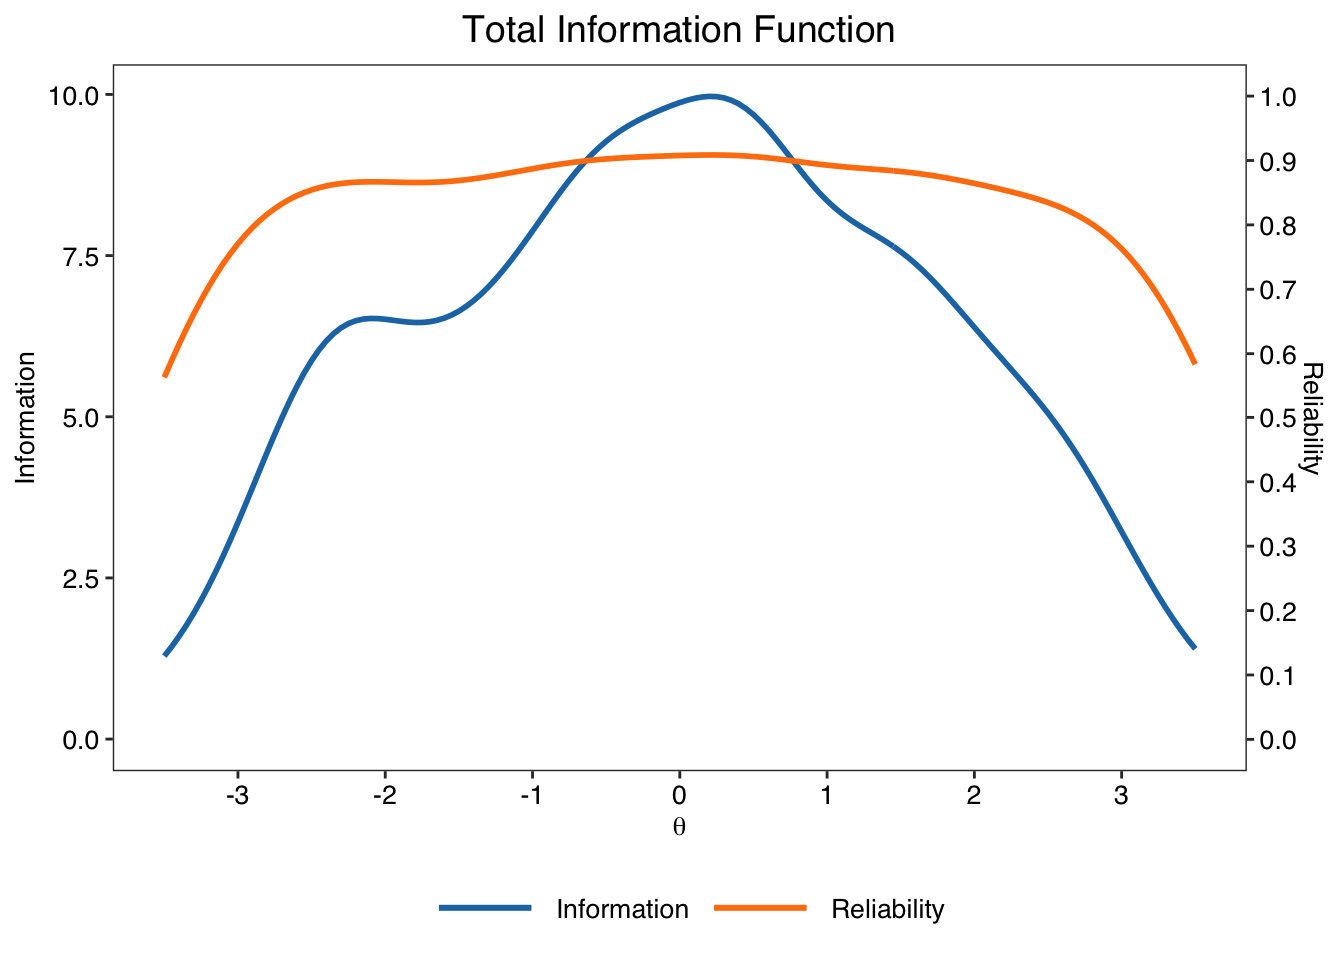 Total Information Function
10.0
7.5
5.0
2.5
0.0
Information
1.0
0.9
0.8
0.7
0.6
0.5
0.4
0.3
0.2
0.1
0.0
Reliability
-3 -2 -1 0 1 2 3
θ
Information Reliability